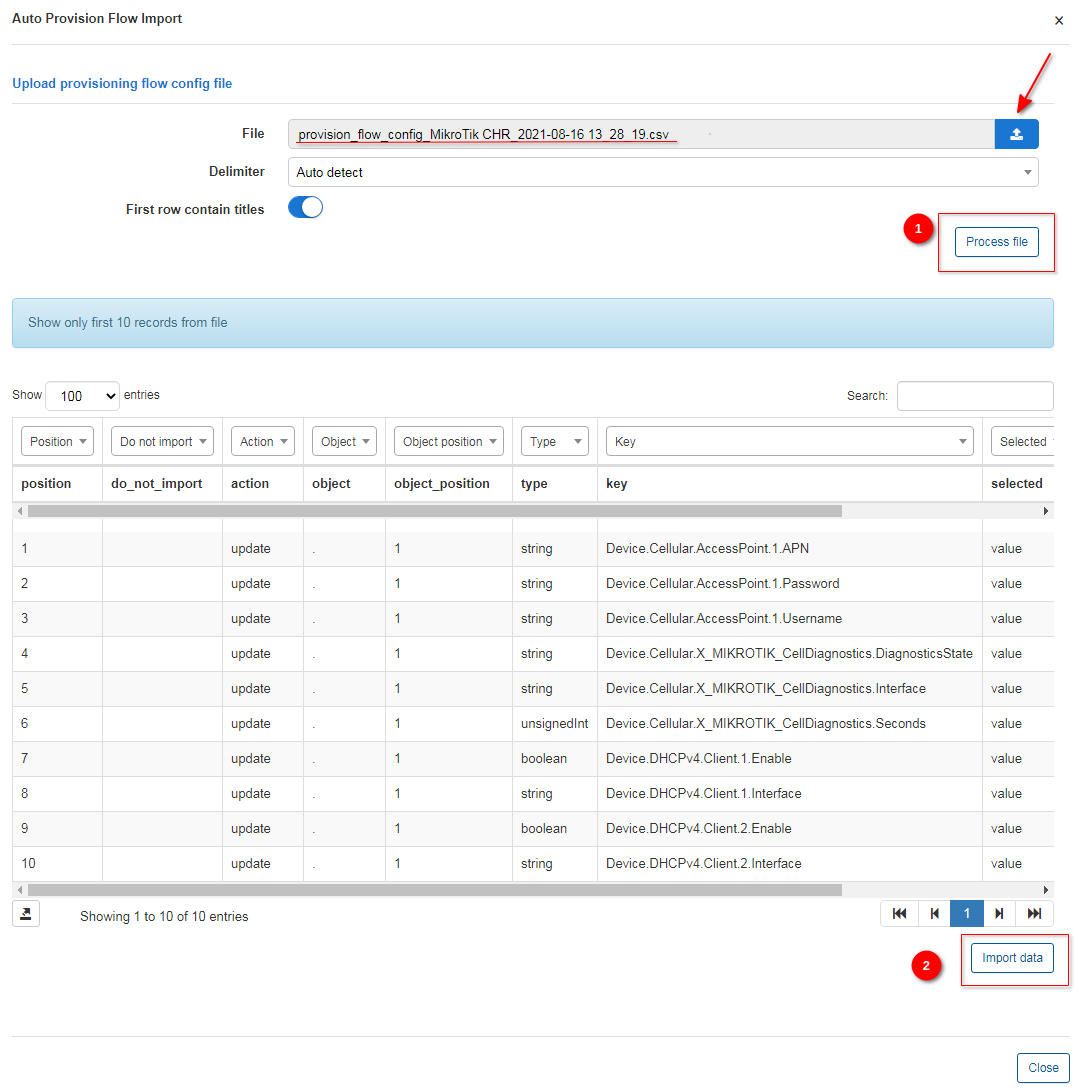 Auto Provision Flow Import
×
Upload provisioning flow config file
File provision_flow_config_MikroTik CHR_2021-08-16 13_28_19.csv
Delimiter Auto detect
First row contain titles
1 Process file
Show only first 10 records from file
Show 100 entries Search:
Position Do not import Action Object Object position Type Key Selected
position do_not_import action object object_position type key selected
1 update . 1 string Device.Cellular.AccessPoint.1.APN value
2 update . 1 string Device.Cellular.AccessPoint.1.Password value
3 update . 1 string Device.Cellular.AccessPoint.1.Username value
4 update . 1 string Device.Cellular.X_MIKROTIK_CellDiagnostics.DiagnosticsState value
5 update . 1 string Device.Cellular.X_MIKROTIK_CellDiagnostics.Interface value
6 update . 1 unsignedInt Device.Cellular.X_MIKROTIK_CellDiagnostics.Seconds value
7 update . 1 boolean Device.DHCPv4.Client.1.Enable value
8 update . 1 string Device.DHCPv4.Client.1.Interface value
9 update . 1 boolean Device.DHCPv4.Client.2.Enable value
10 update . 1 string Device.DHCPv4.Client.2.Interface value
Showing 1 to 10 of 10 entries 1
2 Import data
Close